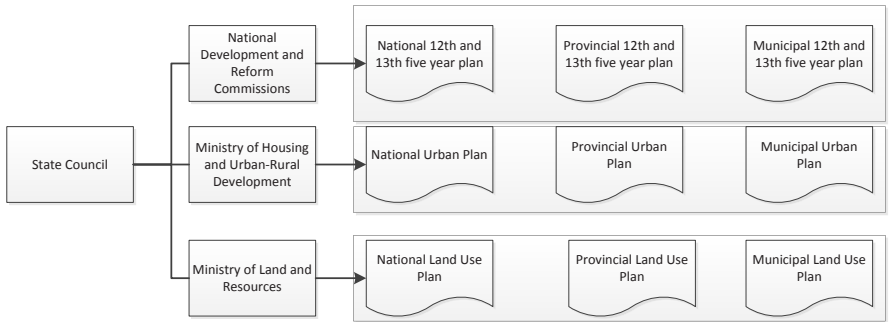 State Council
National
Development and
Reform
Commissions
National 12th and
13th five year plan
Provincial 12th and
13th five year plan
Municipal 12th and
13th five year plan
Ministry of Housing
and Urban-Rural
Development
National Urban Plan
Provincial Urban
Plan
Municipal Urban
Plan
Ministry of Land and
Resources
National Land Use
Plan
Provincial Land Use
Plan
Municipal Land Use
Plan